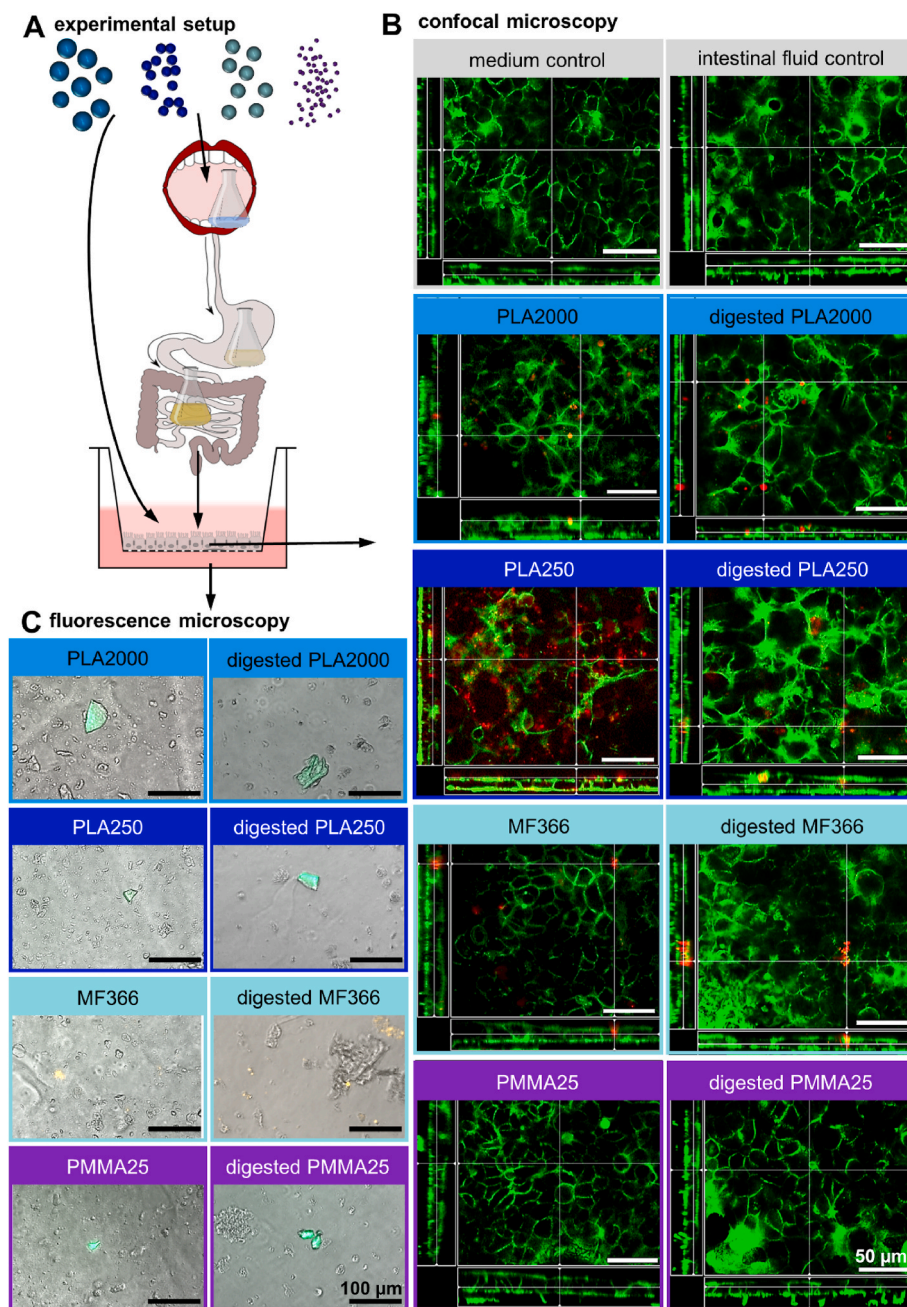 A experimental setup
B confocal microscopy
medium control
intestinal fluid control
PLA2000
digested PLA2000
PLA250
digested PLA250
MF366
digested MF366
PMMA25
digested PMMA25
50 µm
C fluorescence microscopy
PLA2000
digested PLA2000
PLA250
digested PLA250
MF366
digested MF366
PMMA25
digested PMMA25
100 µm